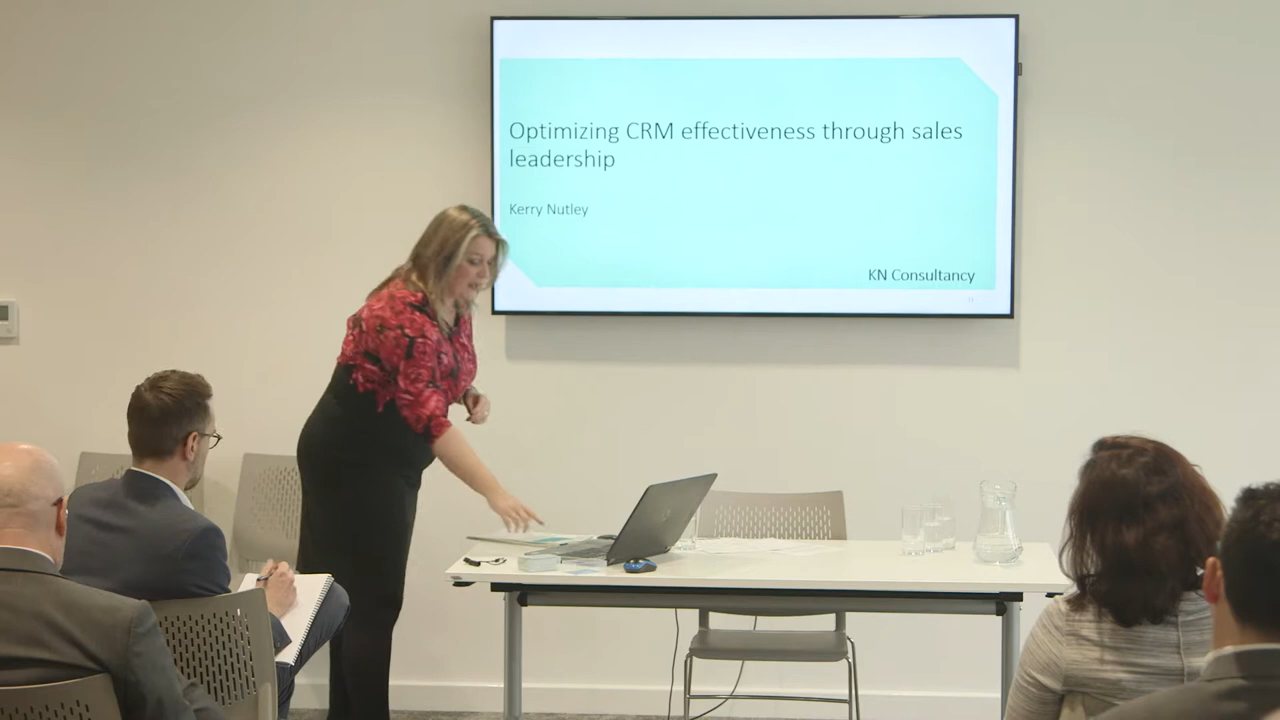 Optimizing CRM effectiveness through sales
leadership
Kerry Nutley
KN Consultancy